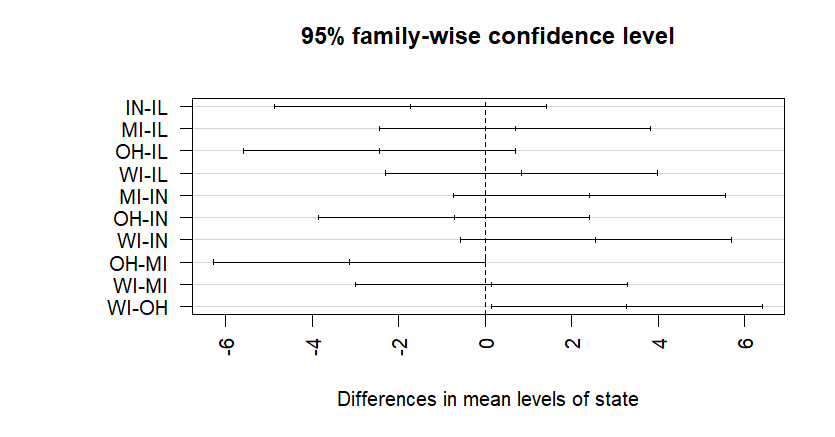 95% family-wise confidence level
IN-IL
MI-IL
OH-IL
WI-IL
MI-IN
OH-IN
WI-IN
OH-MI
WI-MI
WI-OH
-6 -4 -2 0 2 4 6
Differences in mean levels of state